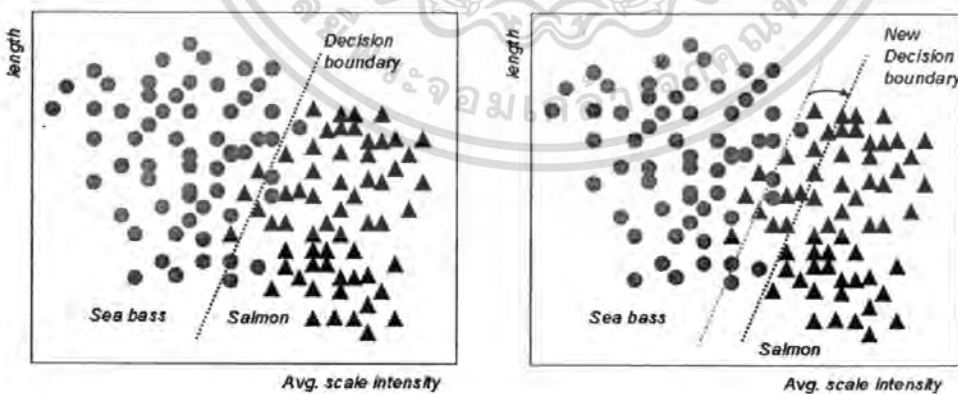 length
Decision
boundary
Sea bass
Salmon
Avg. scale intensity
length
New
Decision
boundary
Sea bass
Salmon
Avg. scale intensity